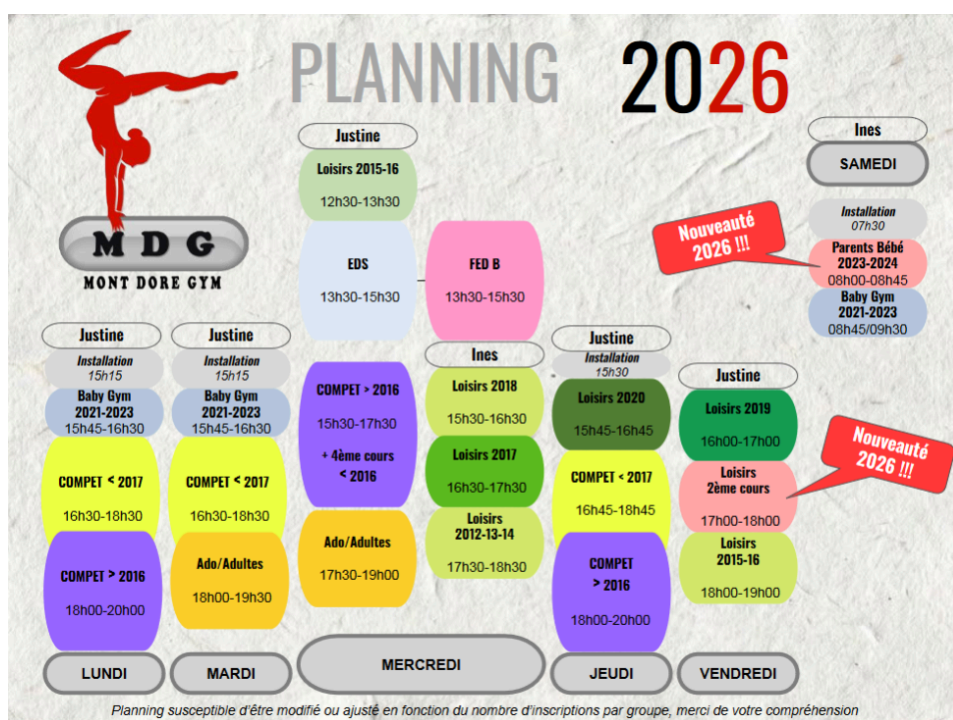 PLANNING 2026
MDG
MONT DORE GYM
Justine
Installation
15h15
Baby Gym
2021-2023
15h45-16h30
COMPET < 2017
16h30-18h30
COMPET > 2016
18h00-20h00
LUNDI
Justine
Installation
15h15
Baby Gym
2021-2023
15h45-16h30
COMPET < 2017
16h30-18h30
Ado/Adultes
18h00-19h30
MARDI
Justine
Loisirs 2015-16
12h30-13h30
EDS
13h30-15h30
COMPET > 2016
15h30-17h30
+ 4ème cours
< 2016
Ado/Adultes
17h30-19h00
FED B
13h30-15h30
Ines
Loisirs 2018
15h30-16h30
Loisirs 2017
16h30-17h30
Loisirs
2012-13-14
17h30-18h30
MERCREDI
Justine
Installation
15h30
Loisirs 2020
15h45-16h45
COMPET < 2017
16h45-18h45
COMPET
> 2016
18h00-20h00
JEUDI
Justine
Loisirs 2019
16h00-17h00
Loisirs
2ème cours
17h00-18h00
Nouveauté
2026 !!!
Loisirs
2015-16
18h00-19h00
VENDREDI
Ines
SAMEDI
Installation
07h30
Nouveauté
2026 !!!
Parents Bébé
2023-2024
08h00-08h45
Baby Gym
2021-2023
08h45/09h30
Planning susceptible d'être modifié ou ajusté en fonction du nombre d'inscriptions par groupe, merci de votre compréhension